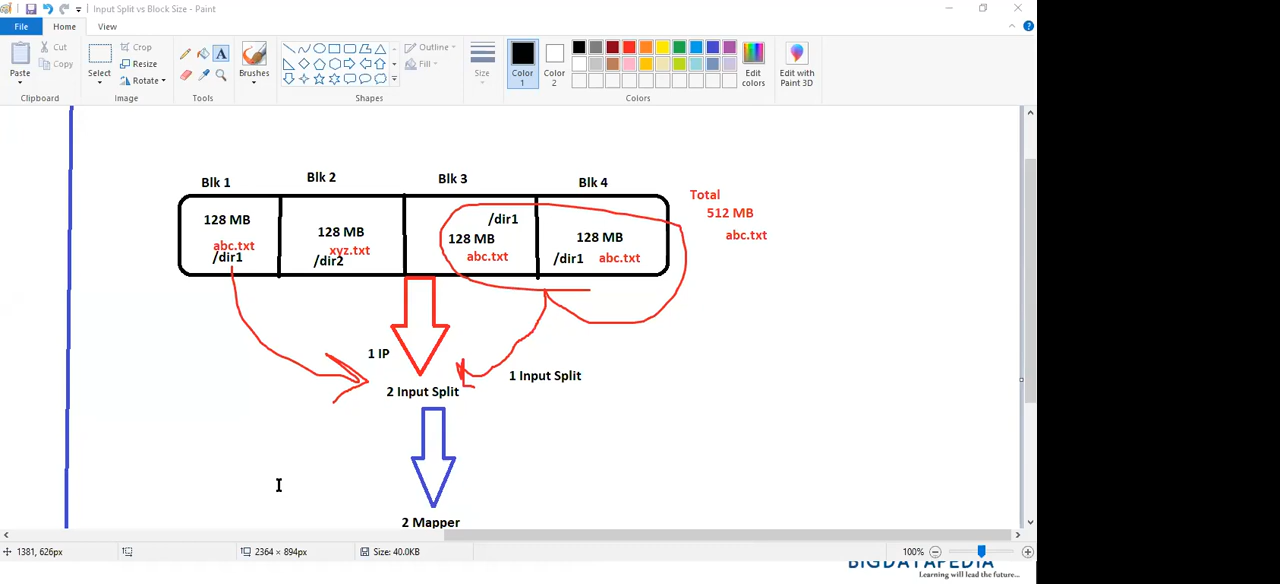 Input Split vs Block Size - Paint
File
Home
View
Paste
Cut
Copy
Clipboard
Select
Crop
Resize
Rotate
Image
Tools
Brushes
Shapes
Outline
Fill
Size
Color
1
Color
2
Edit
colors
Colors
Edit with
Paint 3D
Blk 1
Blk 2
Blk 3
Blk 4
128 MB
abc.txt
/dir1
128 MB
xyz.txt
/dir2
/dir1
128 MB
abc.txt
128 MB
/dir1 abc.txt
Total
512 MB
abc.txt
1 IP
2 Input Split
1 Input Split
2 Mapper
1381, 626px
2364 × 894px
Size: 40.0KB
100%
BIGDATAPEDIA
Learning will lead the future...